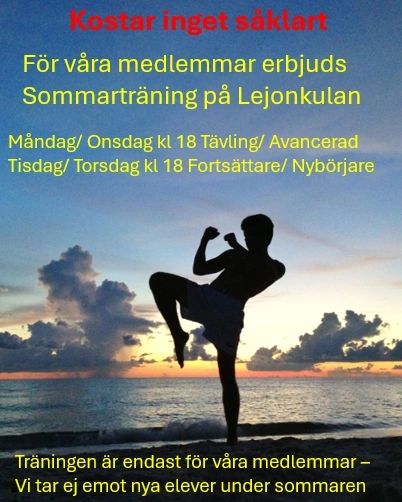 Kostar inget såklart
För våra medlemmar erbjuds
Sommarträning på Lejonkulan
Måndag/ Onsdag kl 18 Tävling/ Avancerad
Tisdag/ Torsdag kl 18 Fortsättare/ Nybörjare
Träningen är endast för våra medlemmar –
Vi tar ej emot nya elever under sommaren